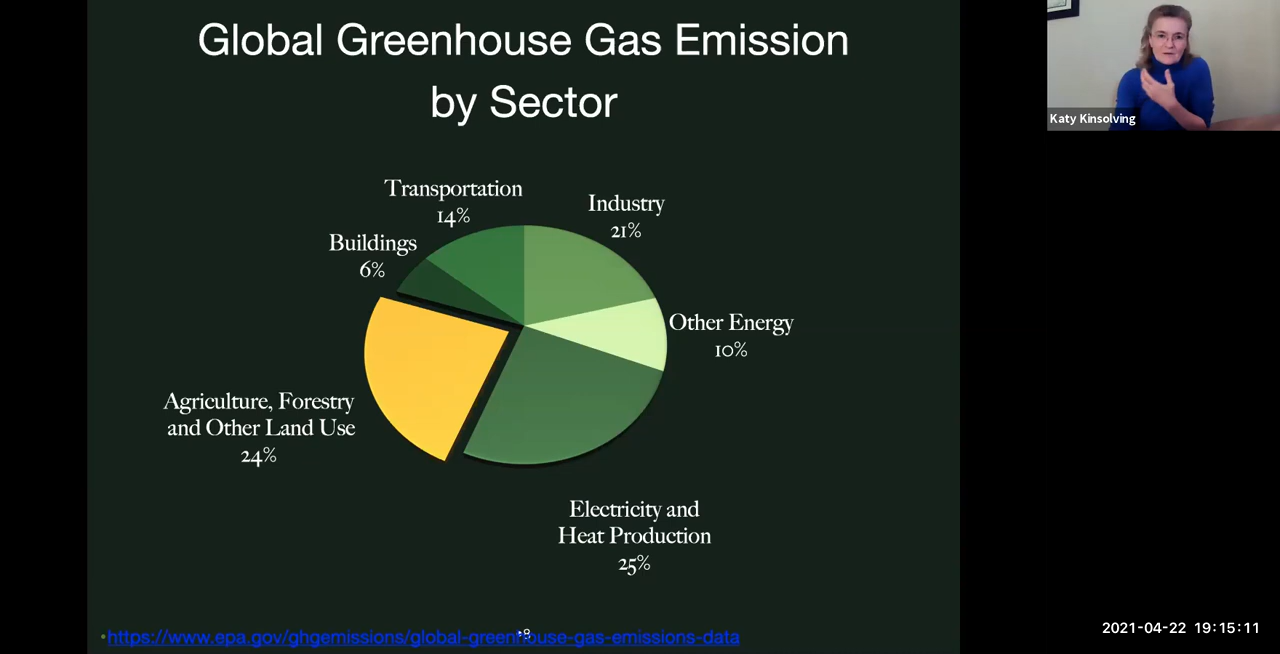 Global Greenhouse Gas Emission
by Sector
Katy Kinsolving
Transportation
14%
Industry
21%
Buildings
6%
Other Energy
10%
Agriculture, Forestry
and Other Land Use
24%
Electricity and
Heat Production
25%
•https://www.epa.gov/ghgemissions/global-greenhouse-gas-emissions-data
2021-04-22 19:15:11